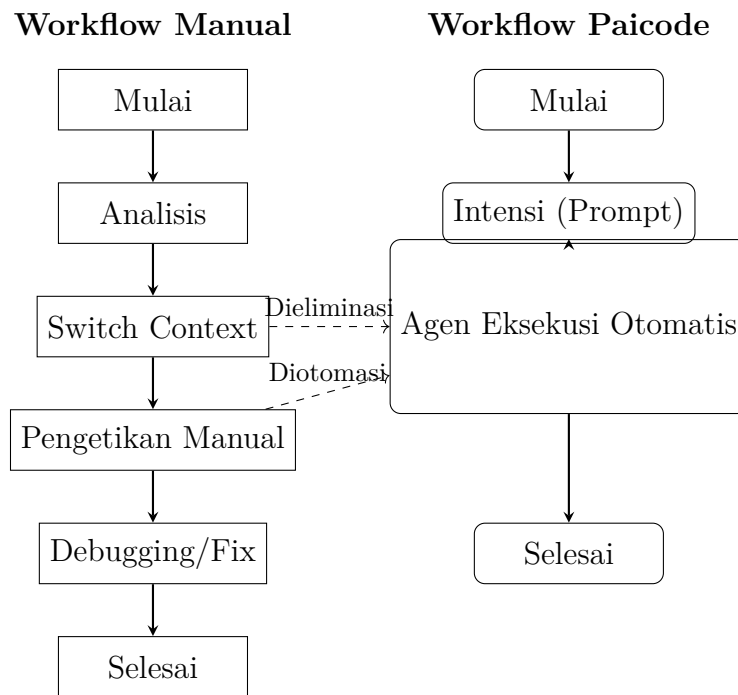 Workflow Manual
Mulai
Analisis
Switch Context
Pengetikan Manual
Debugging/Fix
Selesai
Dieliminasi
Diotomasi
Workflow Paicode
Mulai
Intensi (Prompt)
Agen Eksekusi Otomatis
Selesai